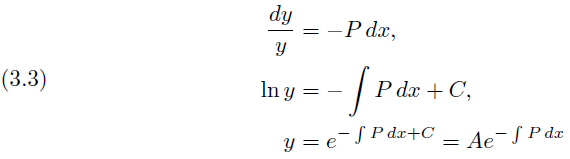 dy/y = −P dx,
(3.3) ln y = −∫ P dx + C,
y = e^{−∫ P dx+C} = Ae^{−∫ P dx}